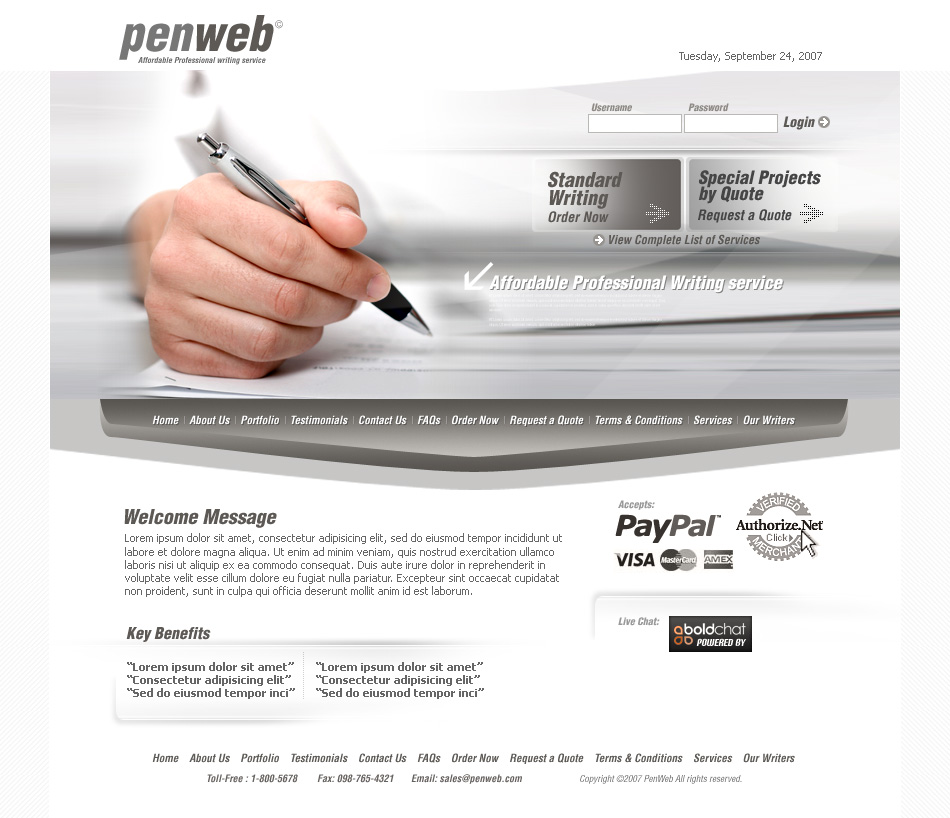 penweb©
Affordable Professional writing service
Tuesday, September 24, 2007
Username Password
Login
Standard
Writing
Order Now
Special Projects
by Quote
Request a Quote
View Complete List of Services
Affordable Professional Writing service
Home About Us Portfolio Testimonials Contact Us FAQs Order Now Request a Quote Terms & Conditions Services Our Writers
Welcome Message
Lorem ipsum dolor sit amet, consectetur adipisicing elit, sed do eiusmod tempor incididunt ut
labore et dolore magna aliqua. Ut enim ad minim veniam, quis nostrud exercitation ullamco
laboris nisi ut aliquip ex ea commodo consequat. Duis aute irure dolor in reprehenderit in
voluptate velit esse cillum dolore eu fugiat nulla pariatur. Excepteur sint occaecat cupidatat
non proident, sunt in culpa qui officia deserunt mollit anim id est laborum.
Accepts:
PayPal™
VISA MasterCard AMEX
VERIFIED
Authorize.Net
Click
MERCHANT
Live Chat:
boldchat
POWERED BY
Key Benefits
“Lorem ipsum dolor sit amet”
“Consectetur adipisicing elit”
“Sed do eiusmod tempor inci”
“Lorem ipsum dolor sit amet”
“Consectetur adipisicing elit”
“Sed do eiusmod tempor inci”
Home About Us Portfolio Testimonials Contact Us FAQs Order Now Request a Quote Terms & Conditions Services Our Writers
Toll-Free : 1-800-5678 Fax: 098-765-4321 Email: sales@penweb.com Copyright ©2007 PenWeb All rights reserved.